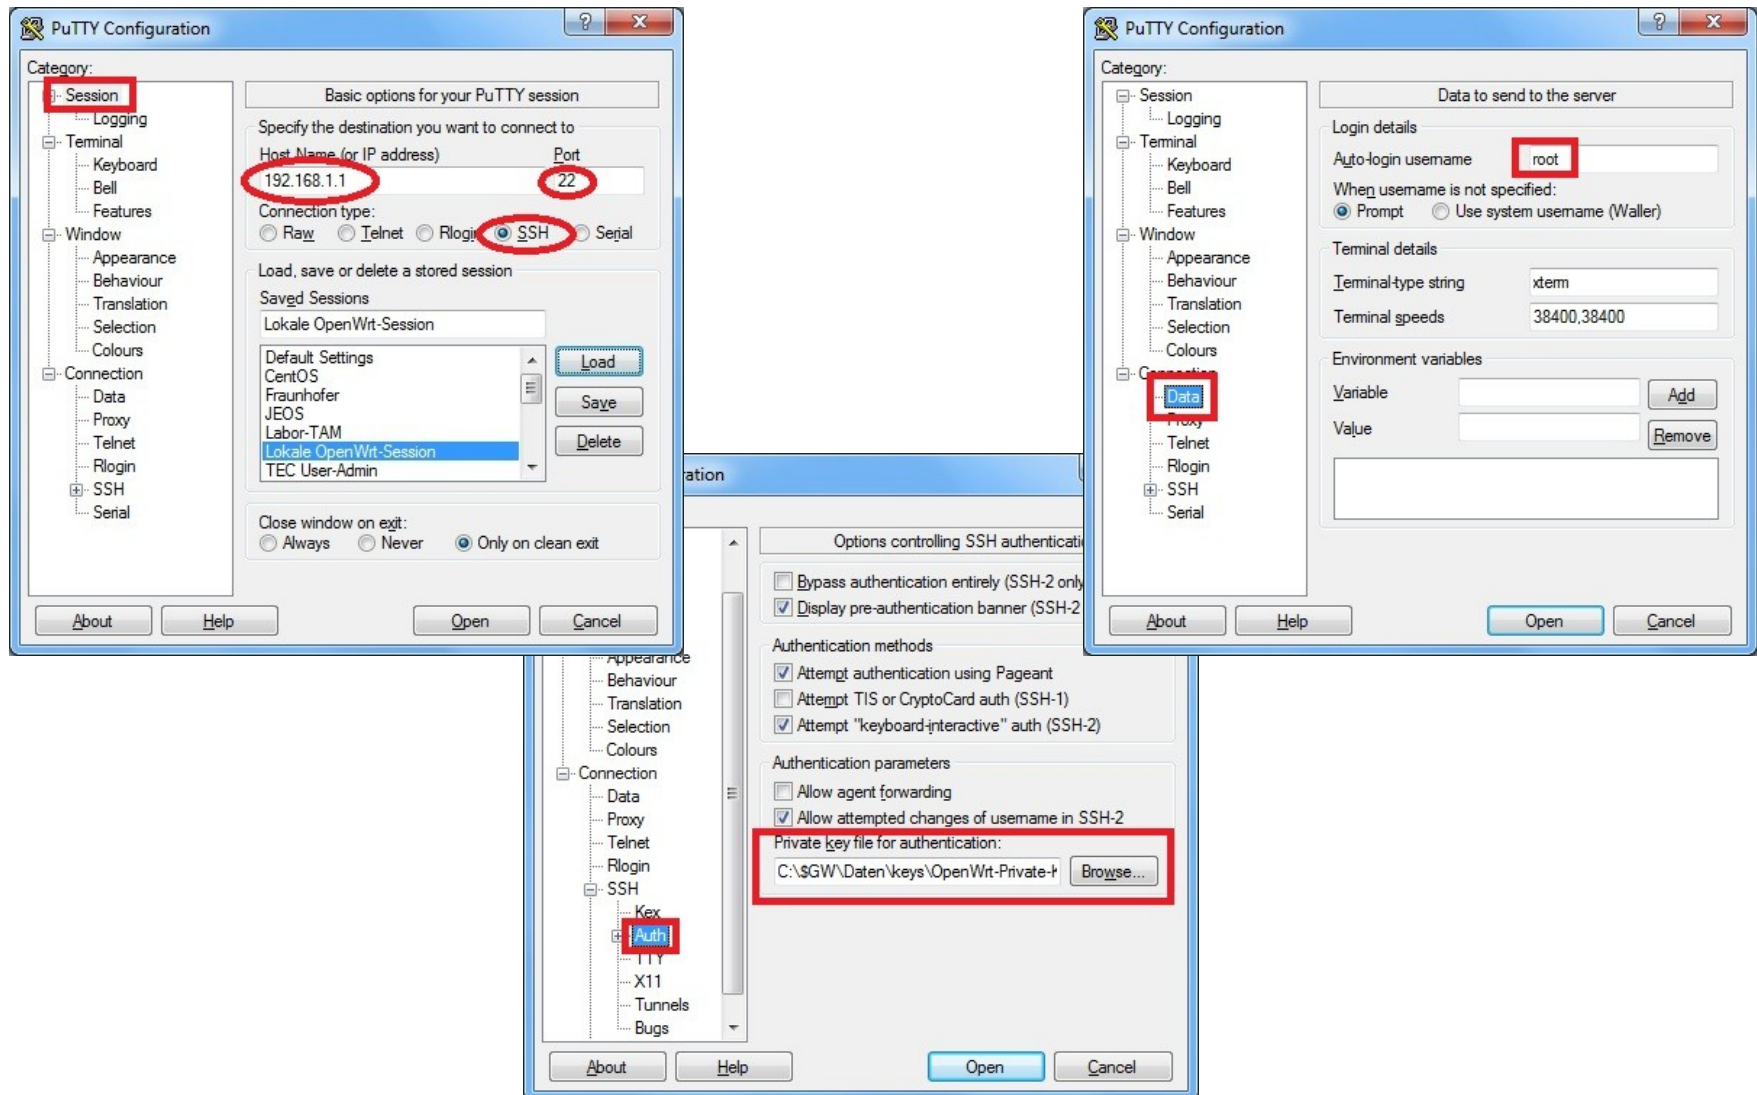 PuTTY Configuration
Category:
Session
Logging
Terminal
Keyboard
Bell
Features
Window
Appearance
Behaviour
Translation
Selection
Colours
Connection
Data
Proxy
Telnet
Rlogin
SSH
Serial
Basic options for your PuTTY session
Specify the destination you want to connect to
Host Name (or IP address) Port
192.168.1.1 22
Connection type:
Raw Telnet Rlogin SSH Serial
Load, save or delete a stored session
Saved Sessions
Lokale OpenWrt-Session
Default Settings
CentOS
Fraunhofer
JEOS
Labor-TAM
Lokale OpenWrt-Session
TEC User-Admin
Load
Save
Delete
Close window on exit:
Always Never Only on clean exit
About Help Open Cancel
PuTTY Configuration
Category:
Session
Logging
Terminal
Keyboard
Bell
Features
Window
Appearance
Behaviour
Translation
Selection
Colours
Connection
Data
Proxy
Telnet
Rlogin
SSH
Serial
Data to send to the server
Login details
Auto-login username root
When username is not specified:
Prompt Use system username (Waller)
Terminal details
Terminal-type string xterm
Terminal speeds 38400,38400
Environment variables
Variable Add
Value Remove
About Help Open Cancel
ration
Appearance
Behaviour
Translation
Selection
Colours
Connection
Data
Proxy
Telnet
Rlogin
SSH
Kex
Auth
TTY
X11
Tunnels
Bugs
Options controlling SSH authenticati
Bypass authentication entirely (SSH-2 only
Display pre-authentication banner (SSH-2
Authentication methods
Attempt authentication using Pageant
Attempt TIS or CryptoCard auth (SSH-1)
Attempt "keyboard-interactive" auth (SSH-2)
Authentication parameters
Allow agent forwarding
Allow attempted changes of username in SSH-2
Private key file for authentication:
C:\$GW\Daten\keys\OpenWrt-Private-K Browse...
About Help Open Cancel